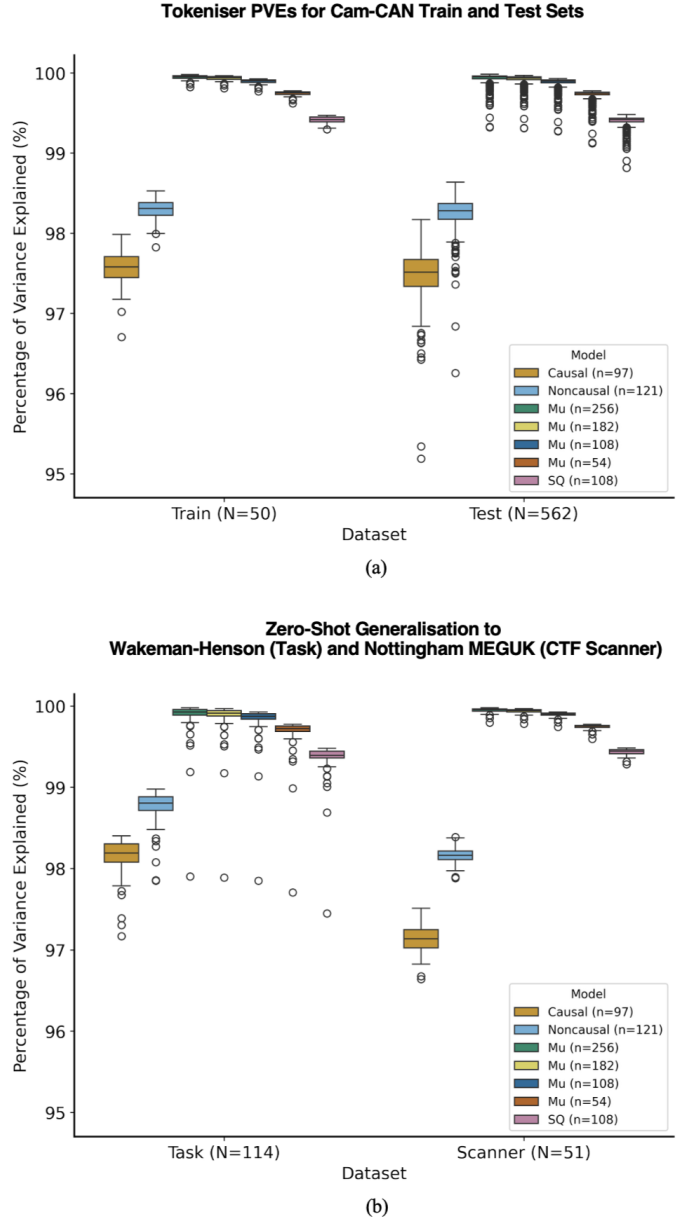 Tokeniser PVEs for Cam-CAN Train and Test Sets
Percentage of Variance Explained (%)
100
99
98
97
96
95
Model
Causal (n=97)
Noncausal (n=121)
Mu (n=256)
Mu (n=182)
Mu (n=108)
Mu (n=54)
SQ (n=108)
Train (N=50)
Test (N=562)
Dataset
(a)
Zero-Shot Generalisation to
Wakeman-Henson (Task) and Nottingham MEGUK (CTF Scanner)
Percentage of Variance Explained (%)
100
99
98
97
96
95
Model
Causal (n=97)
Noncausal (n=121)
Mu (n=256)
Mu (n=182)
Mu (n=108)
Mu (n=54)
SQ (n=108)
Task (N=114)
Scanner (N=51)
Dataset
(b)